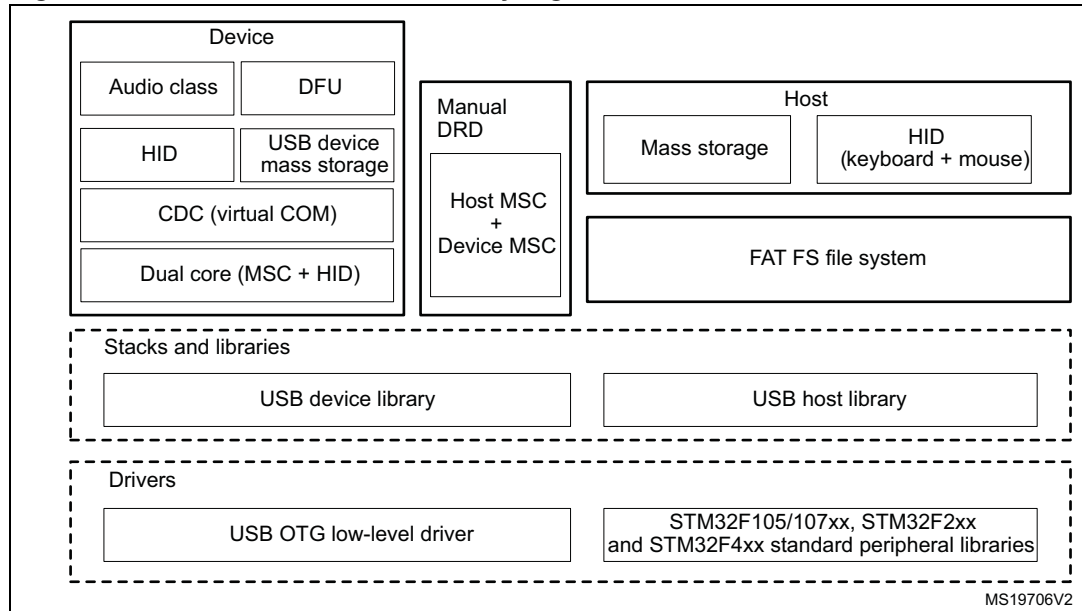 Device
Audio class
DFU
HID
USB device
mass storage
CDC (virtual COM)
Dual core (MSC + HID)
Manual
DRD
Host MSC
+
Device MSC
Host
Mass storage
HID
(keyboard + mouse)
FAT FS file system
Stacks and libraries
USB device library
USB host library
Drivers
USB OTG low-level driver
STM32F105/107xx, STM32F2xx
and STM32F4xx standard peripheral libraries
MS19706V2